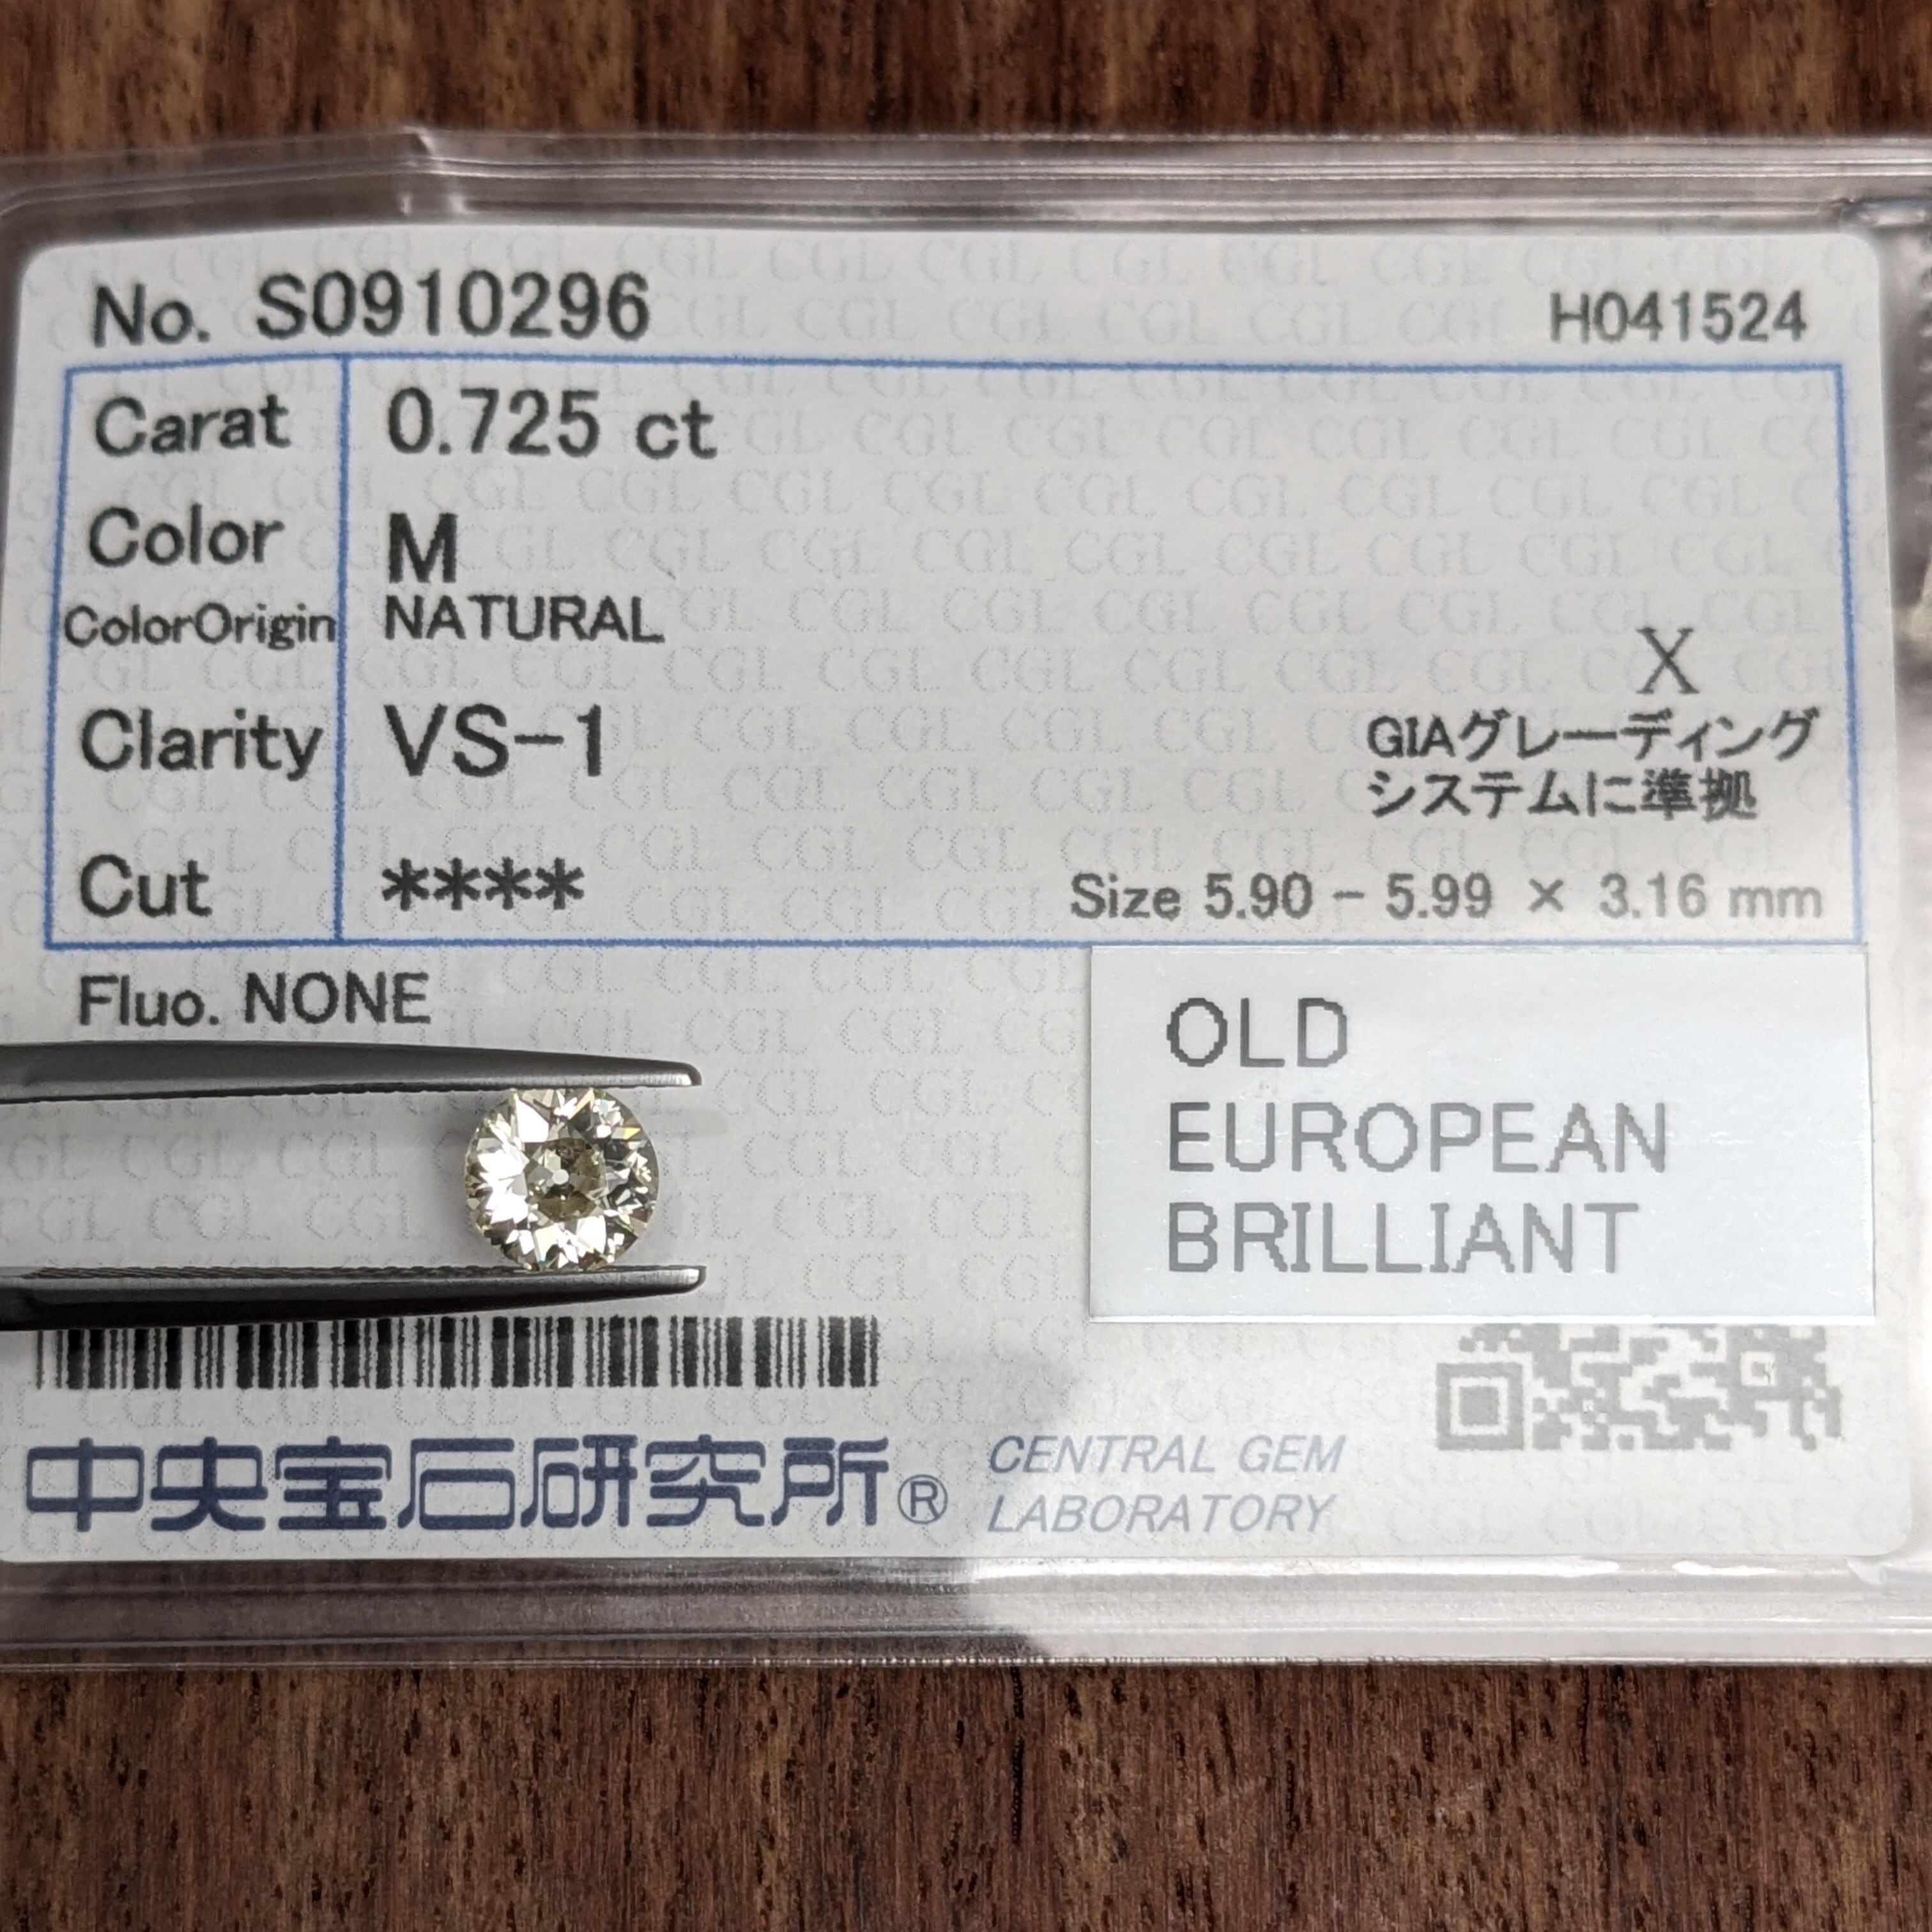 No. S0910296
H041524
Carat 0.725 ct
Color M
ColorOrigin NATURAL
X
Clarity VS-1
GIAグレーディング
システムに準拠
Cut ****
Size 5.90 - 5.99 × 3.16 mm
Fluo. NONE
OLD
EUROPEAN
BRILLIANT
中央宝石研究所®
CENTRAL GEM
LABORATORY